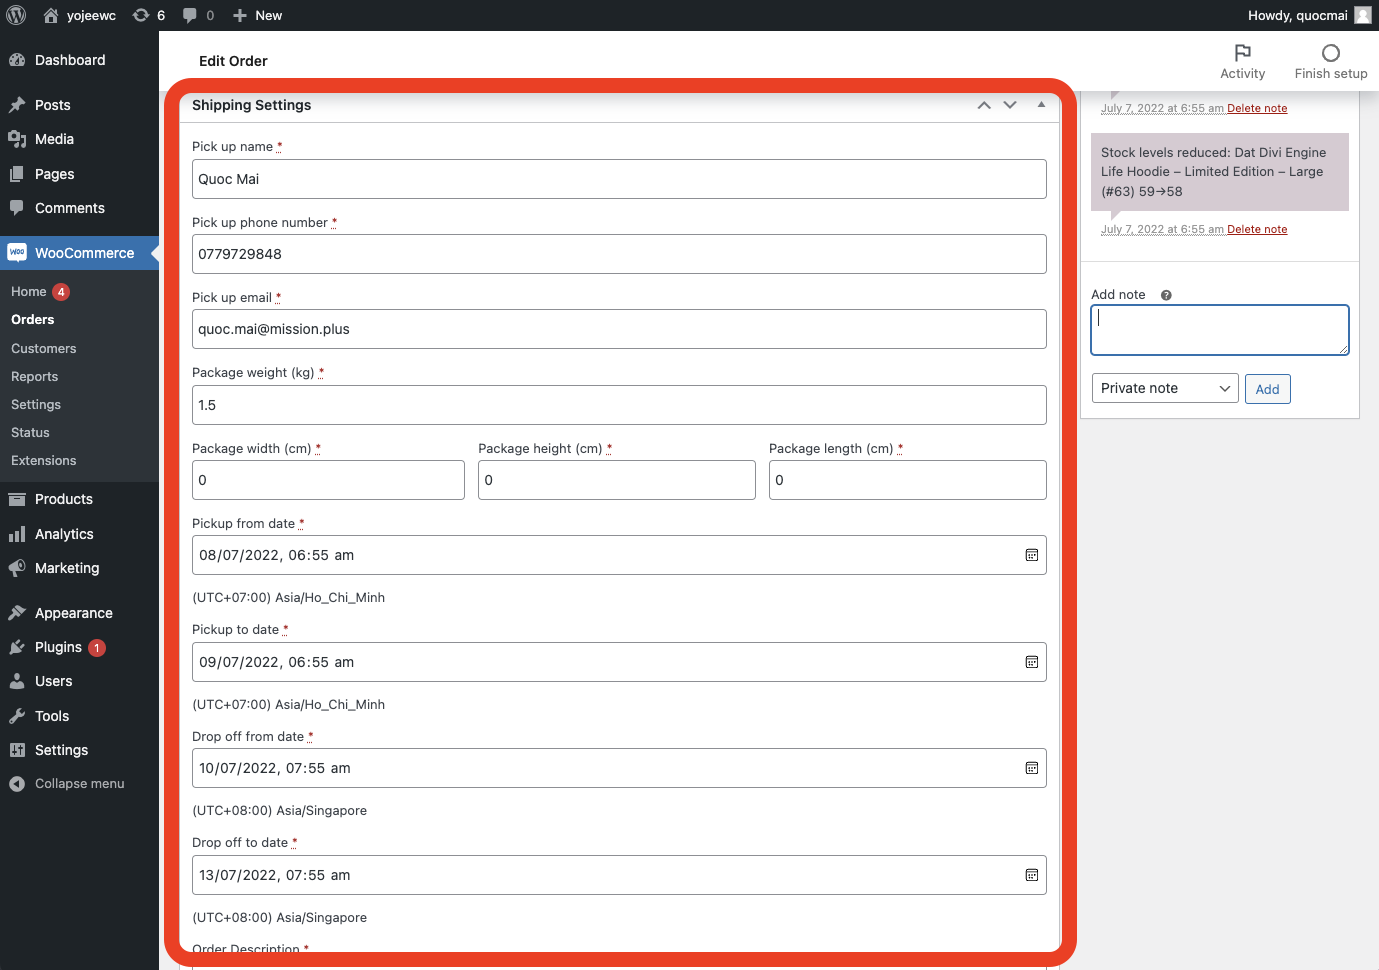 yojeewc
6
0
New
Howdy, quocmai
Dashboard
Posts
Media
Pages
Comments
WooCommerce
Home 4
Orders
Customers
Reports
Settings
Status
Extensions
Products
Analytics
Marketing
Appearance
Plugins 1
Users
Tools
Settings
Collapse menu
Edit Order
Activity
Finish setup
Shipping Settings
Pick up name *
Quoc Mai
Pick up phone number *
0779729848
Pick up email *
quoc.mai@mission.plus
Package weight (kg) *
1.5
Package width (cm) *
0
Package height (cm) *
0
Package length (cm) *
0
Pickup from date *
08/07/2022, 06:55 am
(UTC+07:00) Asia/Ho_Chi_Minh
Pickup to date *
09/07/2022, 06:55 am
(UTC+07:00) Asia/Ho_Chi_Minh
Drop off from date *
10/07/2022, 07:55 am
(UTC+08:00) Asia/Singapore
Drop off to date *
13/07/2022, 07:55 am
(UTC+08:00) Asia/Singapore
Order Description *
July 7, 2022 at 6:55 am Delete note
Stock levels reduced: Dat Divi Engine
Life Hoodie – Limited Edition – Large
(#63) 59→58
July 7, 2022 at 6:55 am Delete note
Add note
Private note
Add